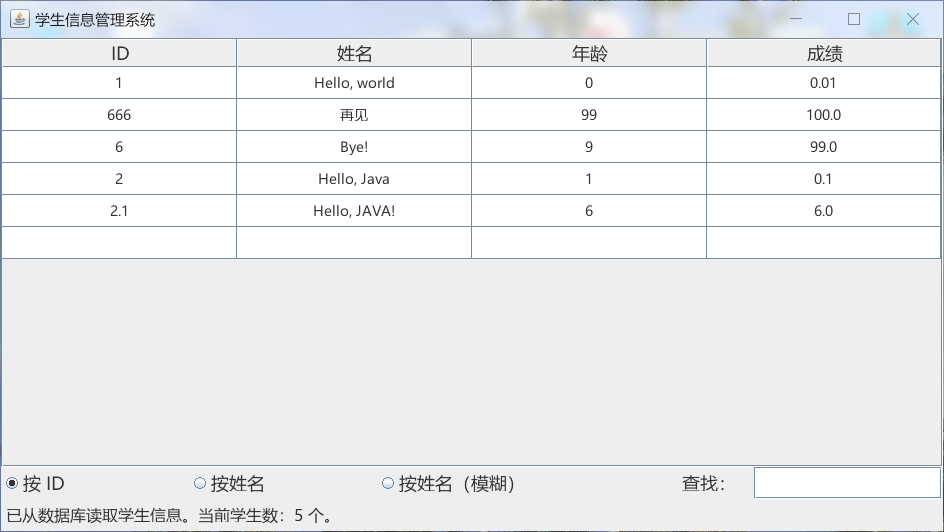 学生信息管理系统
ID 姓名 年龄 成绩
1 Hello, world 0 0.01
666 再见 99 100.0
6 Bye! 9 99.0
2 Hello, Java 1 0.1
2.1 Hello, JAVA! 6 6.0
按 ID 按姓名 按姓名（模糊） 查找：
已从数据库读取学生信息。当前学生数：5 个。